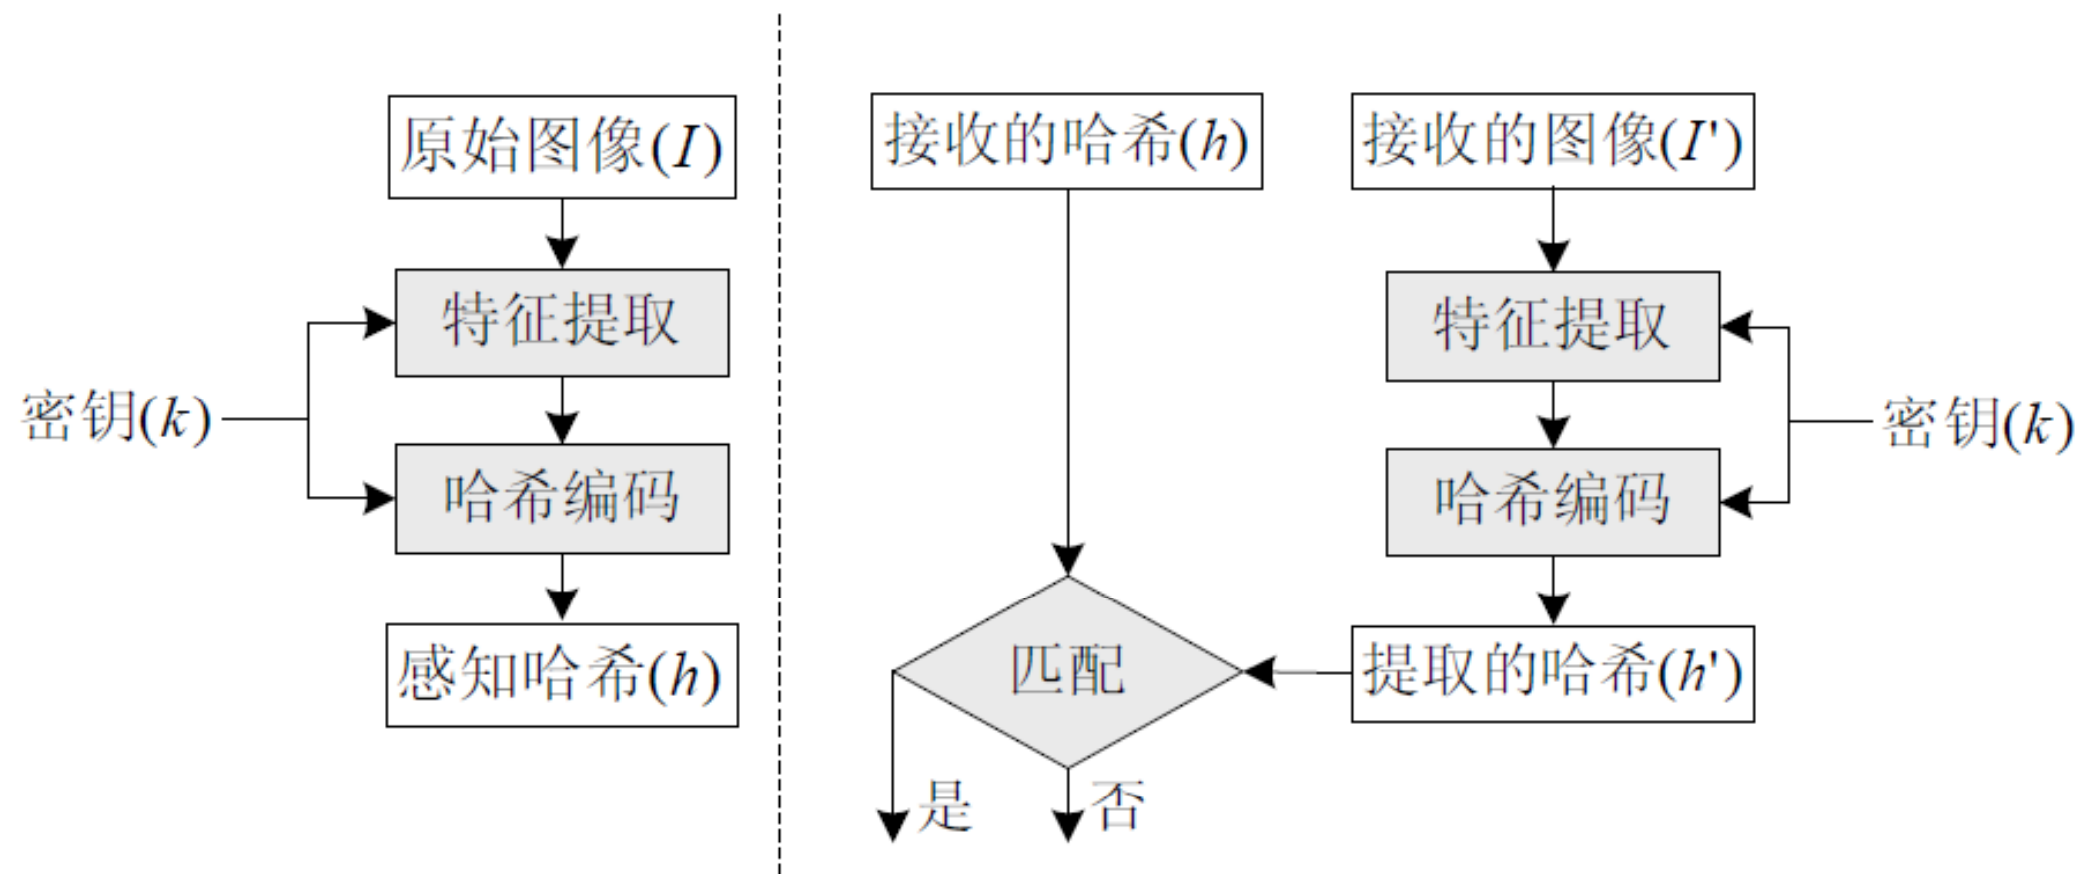 原始图像(I)
特征提取
密钥(k)
哈希编码
感知哈希(h)
接收的哈希(h)
接收的图像(I')
特征提取
密钥(k)
哈希编码
提取的哈希(h')
匹配
是
否